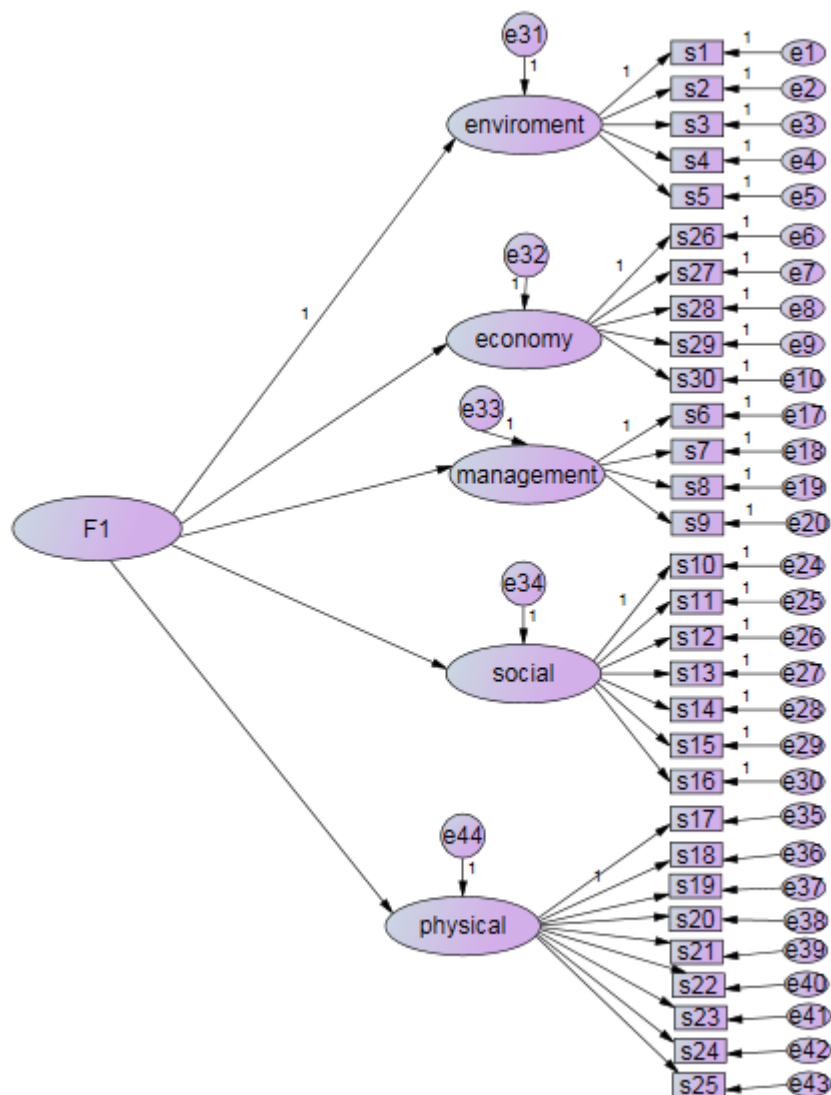 e31
1
enviroment
1
s1 1 e1
s2 1 e2
s3 1 e3
s4 1 e4
s5 1 e5
e32
1
economy
1
s26 1 e6
s27 1 e7
s28 1 e8
s29 1 e9
s30 1 e10
1
e33
1
management
1
s6 1 e17
s7 1 e18
s8 1 e19
s9 1 e20
F1
e34
1
social
1
s10 1 e24
s11 1 e25
s12 1 e26
s13 1 e27
s14 1 e28
s15 1 e29
s16 1 e30
e44
1
physical
1
s17 e35
s18 e36
s19 e37
s20 e38
s21 e39
s22 e40
s23 e41
s24 e42
s25 e43